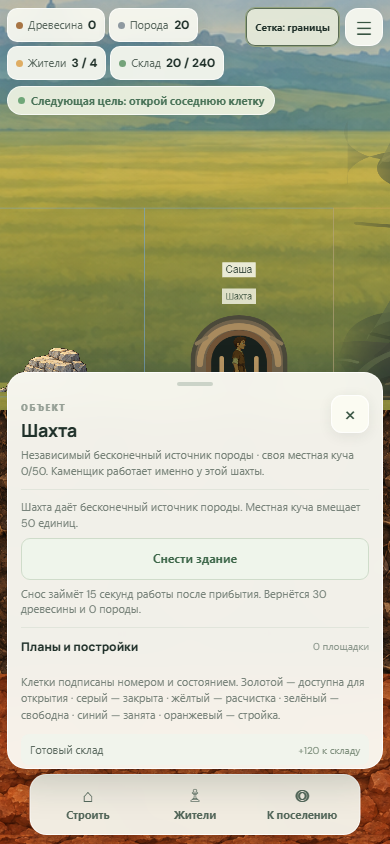 Древесина 0
Порода 20
Сетка: границы
Жители 3 / 4
Склад 20 / 240
Следующая цель: открой соседнюю клетку
Саша
Шахта
ОБЪЕКТ
Шахта
Независимый бесконечный источник породы · своя местная куча
0/50. Каменщик работает именно у этой шахты.
Шахта даёт бесконечный источник породы. Местная куча вмещает
50 единиц.
Снести здание
Снос займёт 15 секунд работы после прибытия. Вернётся 30
древесины и 0 породы.
Планы и постройки
0 площадки
Клетки подписаны номером и состоянием. Золотой — доступна для
открытия · серый — закрыта · жёлтый — расчистка · зелёный —
свободна · синий — занята · оранжевый — стройка.
Готовый склад
+120 к складу
Строить
Жители
К поселению